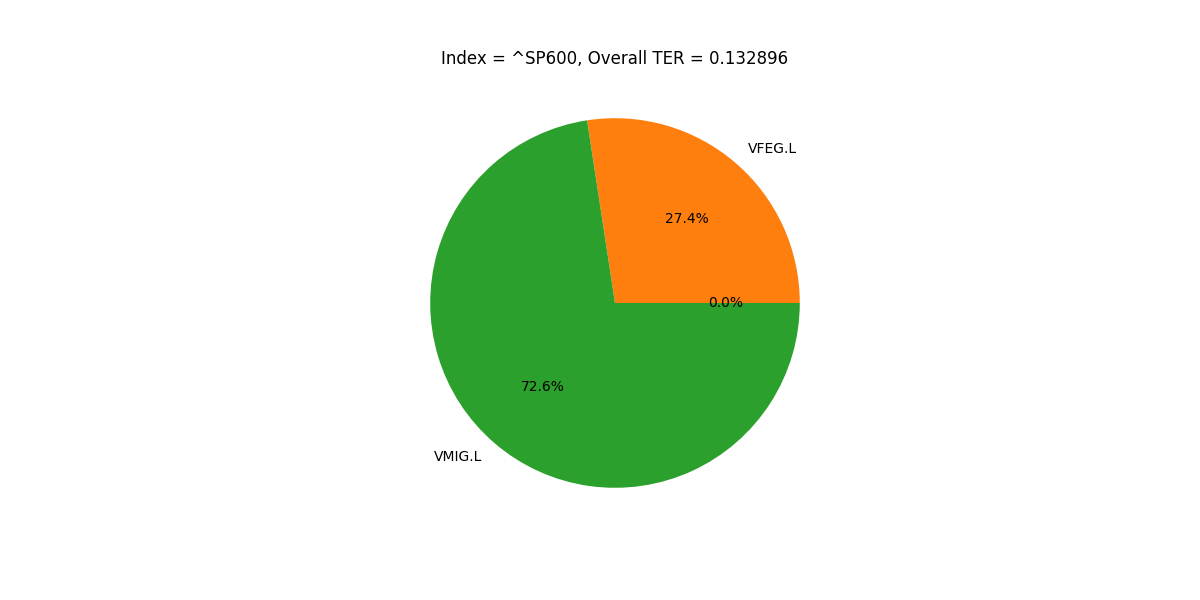 Index = ^SP600, Overall TER = 0.132896
VFEG.L
27.4%
0.0%
72.6%
VMIG.L